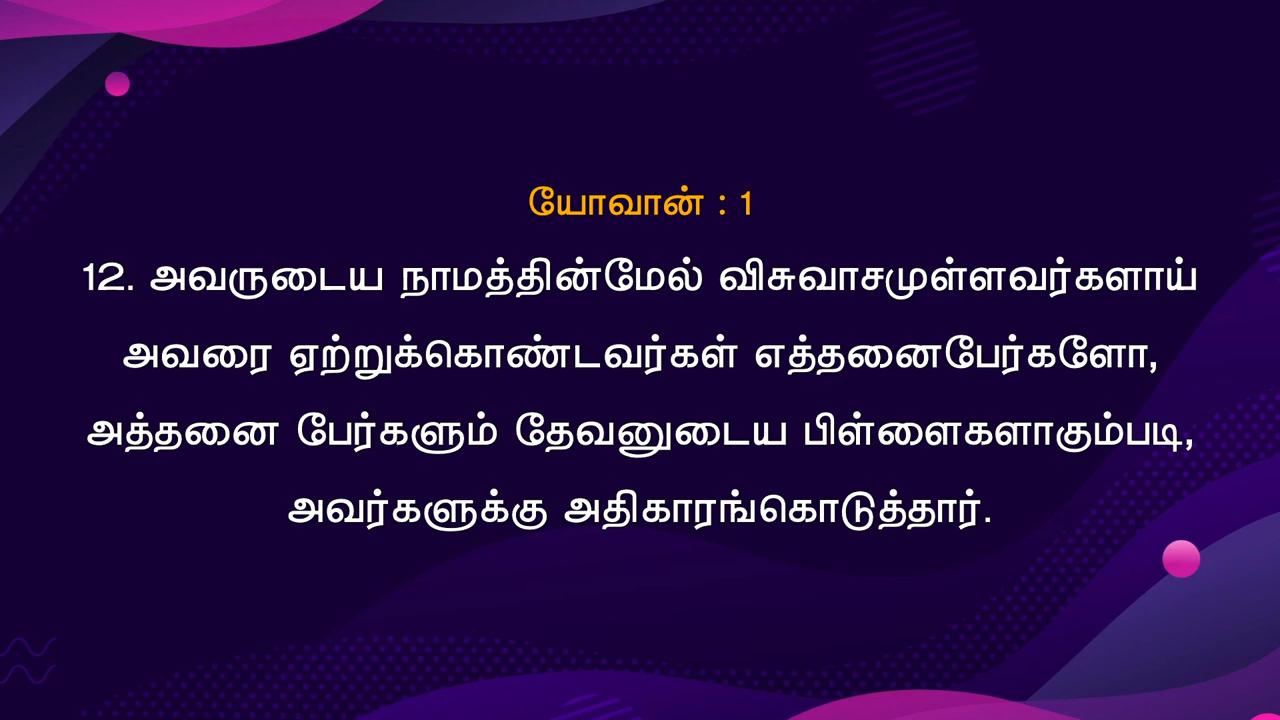 யோவான் : 1
12. அவருடைய நாமத்தின்மேல் விசுவாசமுள்ளவர்களாய்
அவரை ஏற்றுக்கொண்டவர்கள் எத்தனைபேர்களோ,
அத்தனை பேர்களும் தேவனுடைய பிள்ளைகளாகும்படி,
அவர்களுக்கு அதிகாரங்கொடுத்தார்.